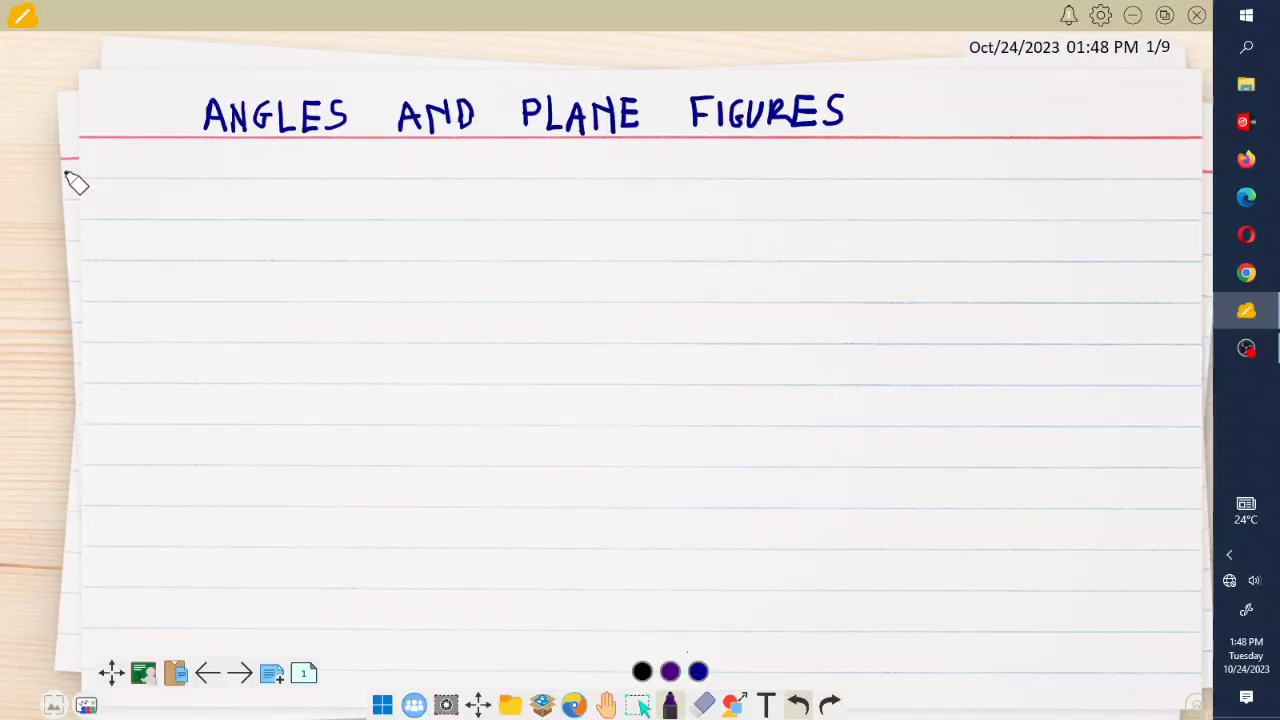 Oct/24/2023 01:48 PM 1/9
ANGLES AND PLANE FIGURES
24°C
1:48 PM
Tuesday
10/24/2023
1
T